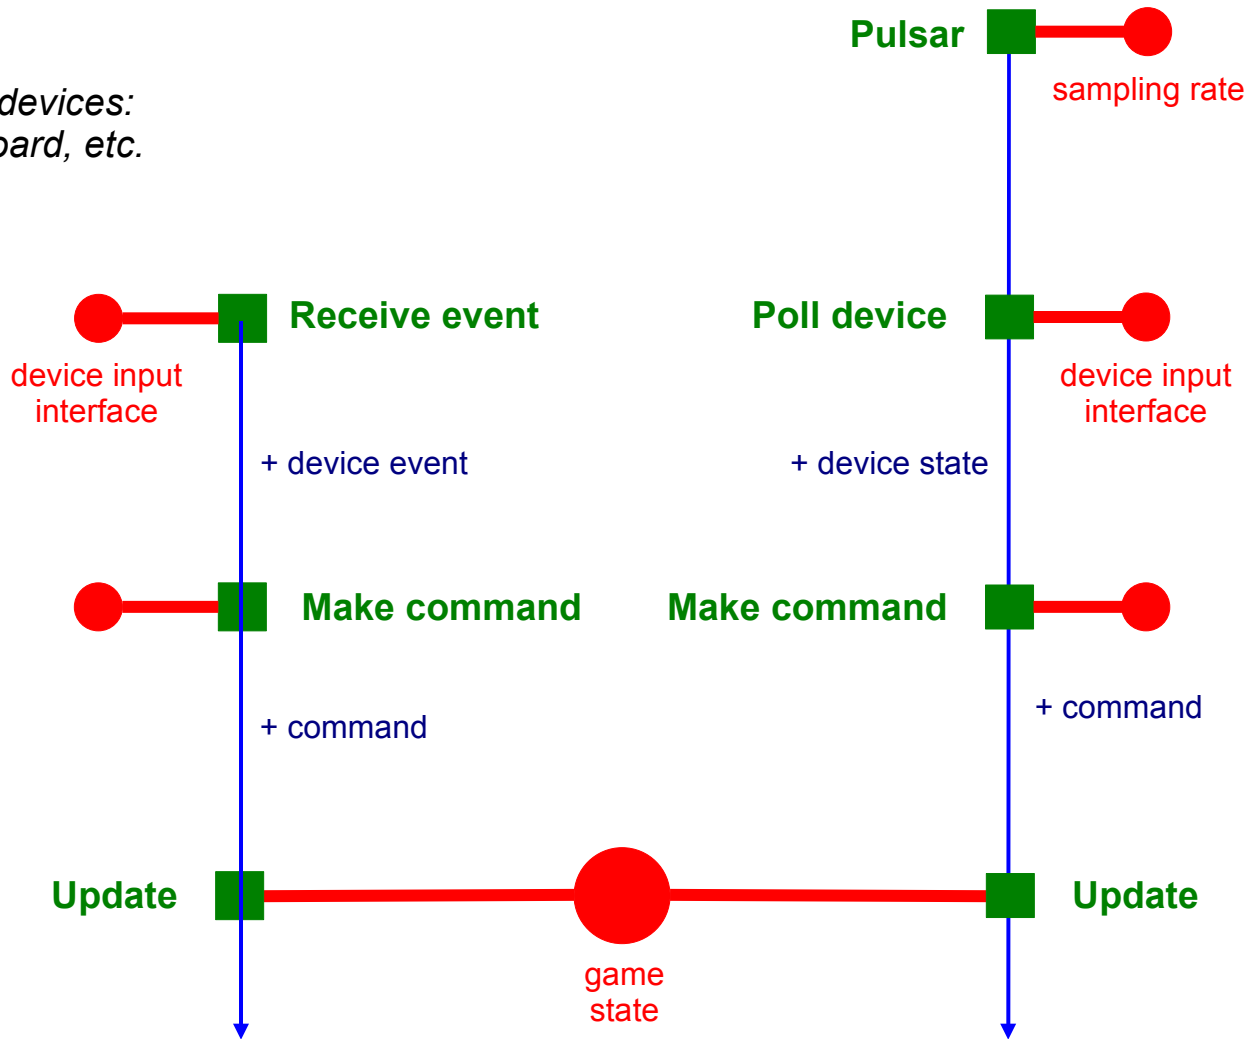 Pulsar
sampling rate
devices:
oard, etc.
Receive event
Poll device
device input
interface
device input
interface
+ device event
+ device state
Make command
Make command
+ command
+ command
Update
Update
game
state